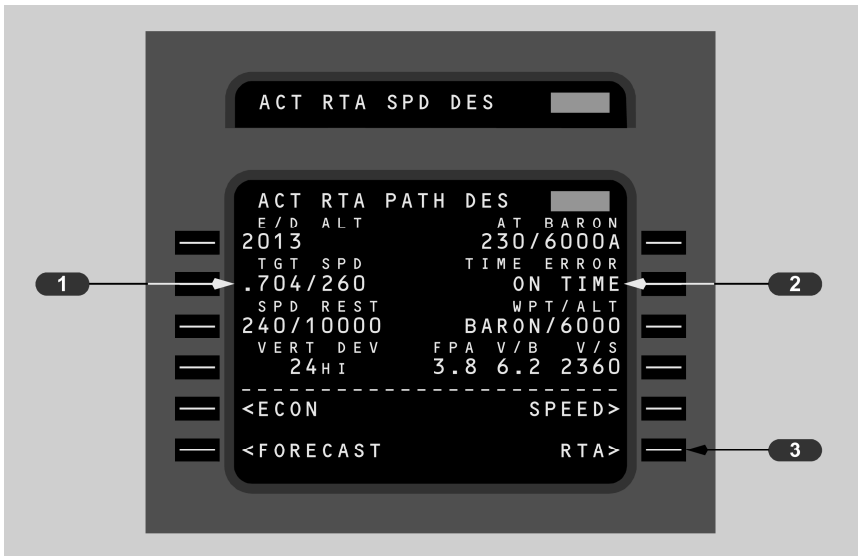 ACT RTA SPD DES
ACT RTA PATH DES
E/D ALT AT BARON
2013 230/6000A
TGT SPD TIME ERROR
.704/260 ON TIME
SPD REST WPT/ALT
240/10000 BARON/6000
VERT DEV FPA V/B V/S
24HI 3.8 6.2 2360
------------------------
<ECON SPEED>
<FORECAST RTA>
1
2
3